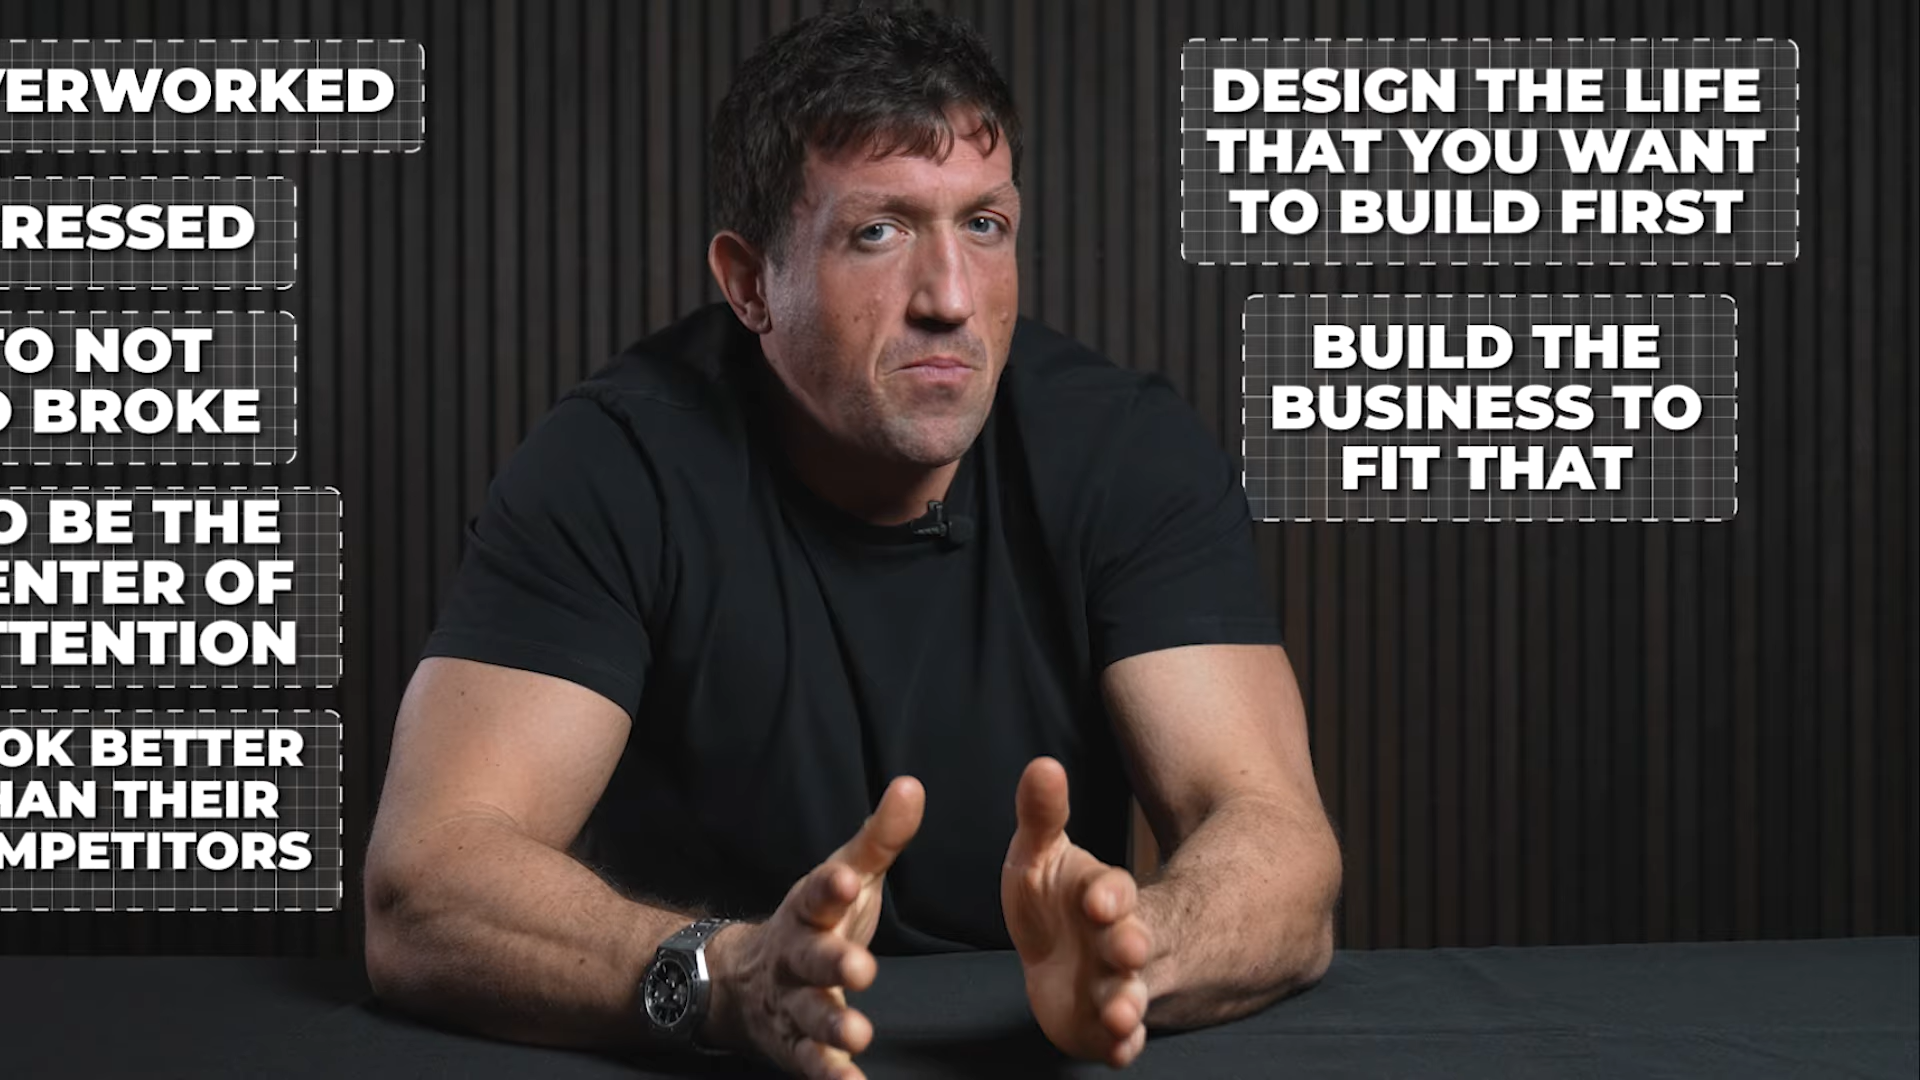 VERWORKED
RESSED
TO NOT
BROKE
O BE THE
ENTER OF
TTENTION
OK BETTER
HAN THEIR
MPETITORS
DESIGN THE LIFE
THAT YOU WANT
TO BUILD FIRST
BUILD THE
BUSINESS TO
FIT THAT